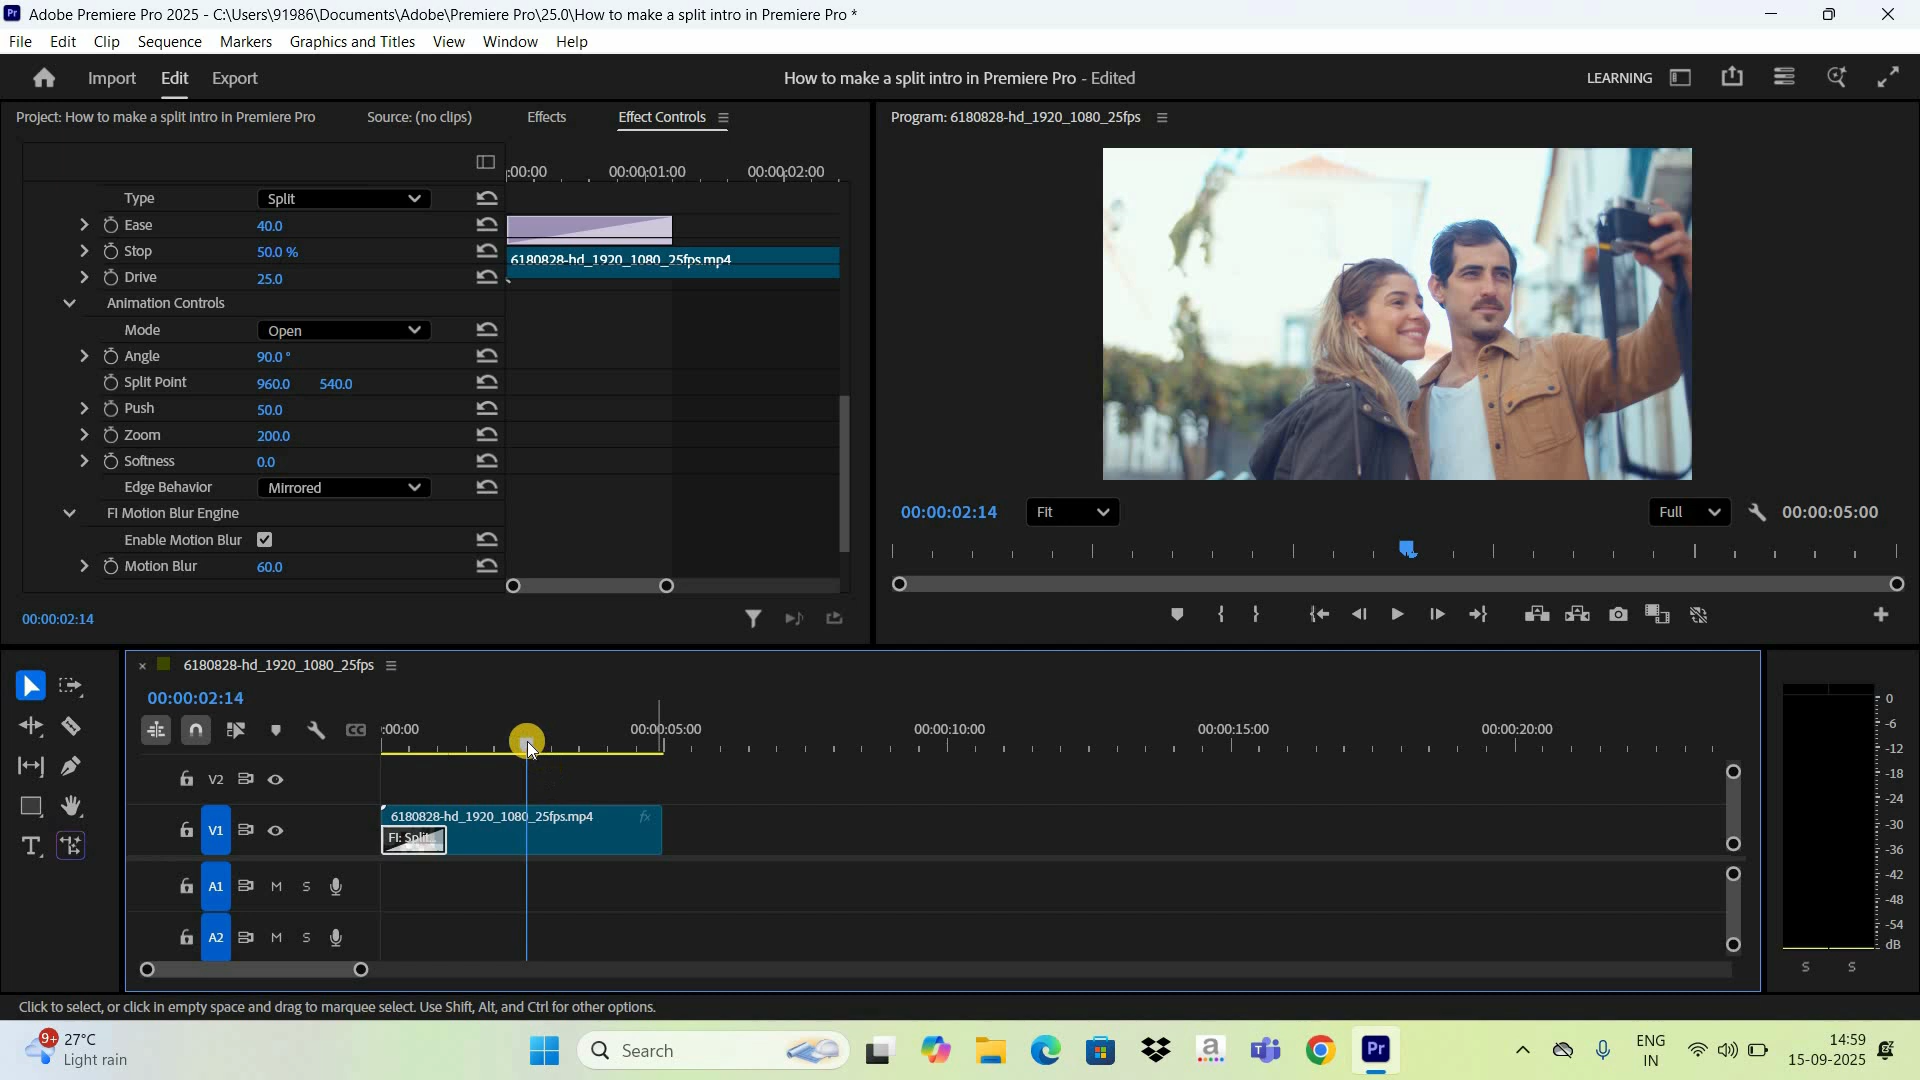 Pr Adobe Premiere Pro 2025 - C:\Users\91986\Documents\Adobe\Premiere Pro\25.0\How to make a split intro in Premiere Pro *
File Edit Clip Sequence Markers Graphics and Titles View Window Help
Import Edit Export
How to make a split intro in Premiere Pro - Edited
LEARNING
Project: How to make a split intro in Premiere Pro Source: (no clips) Effects Effect Controls
:00:00 00:00:01:00 00:00:02:00
Type Split
Ease 40.0
Stop 50.0 %
6180828-hd_1920_1080_25fps.mp4
Drive 25.0
Animation Controls
Mode Open
Angle 90.0 °
Split Point 960.0 540.0
Push 50.0
Zoom 200.0
Softness 0.0
Edge Behavior Mirrored
FI Motion Blur Engine
Enable Motion Blur
Motion Blur 60.0
00:00:02:14
Program: 6180828-hd_1920_1080_25fps
00:00:02:14 Fit Full 00:00:05:00
× 6180828-hd_1920_1080_25fps
00:00:02:14
CC
:00:00 00:00:05:00 00:00:10:00 00:00:15:00 00:00:20:00
V2
V1
6180828-hd_1920_1080_25fps.mp4 fx
FI: Split
A1 M S
A2 M S
0
-6
-12
-18
-24
-30
-36
-42
-48
-54
dB
S S
Click to select, or click in empty space and drag to marquee select. Use Shift, Alt, and Ctrl for other options.
9+ 27°C
Light rain
Search
a
Pr
ENG
IN
14:59
15-09-2025